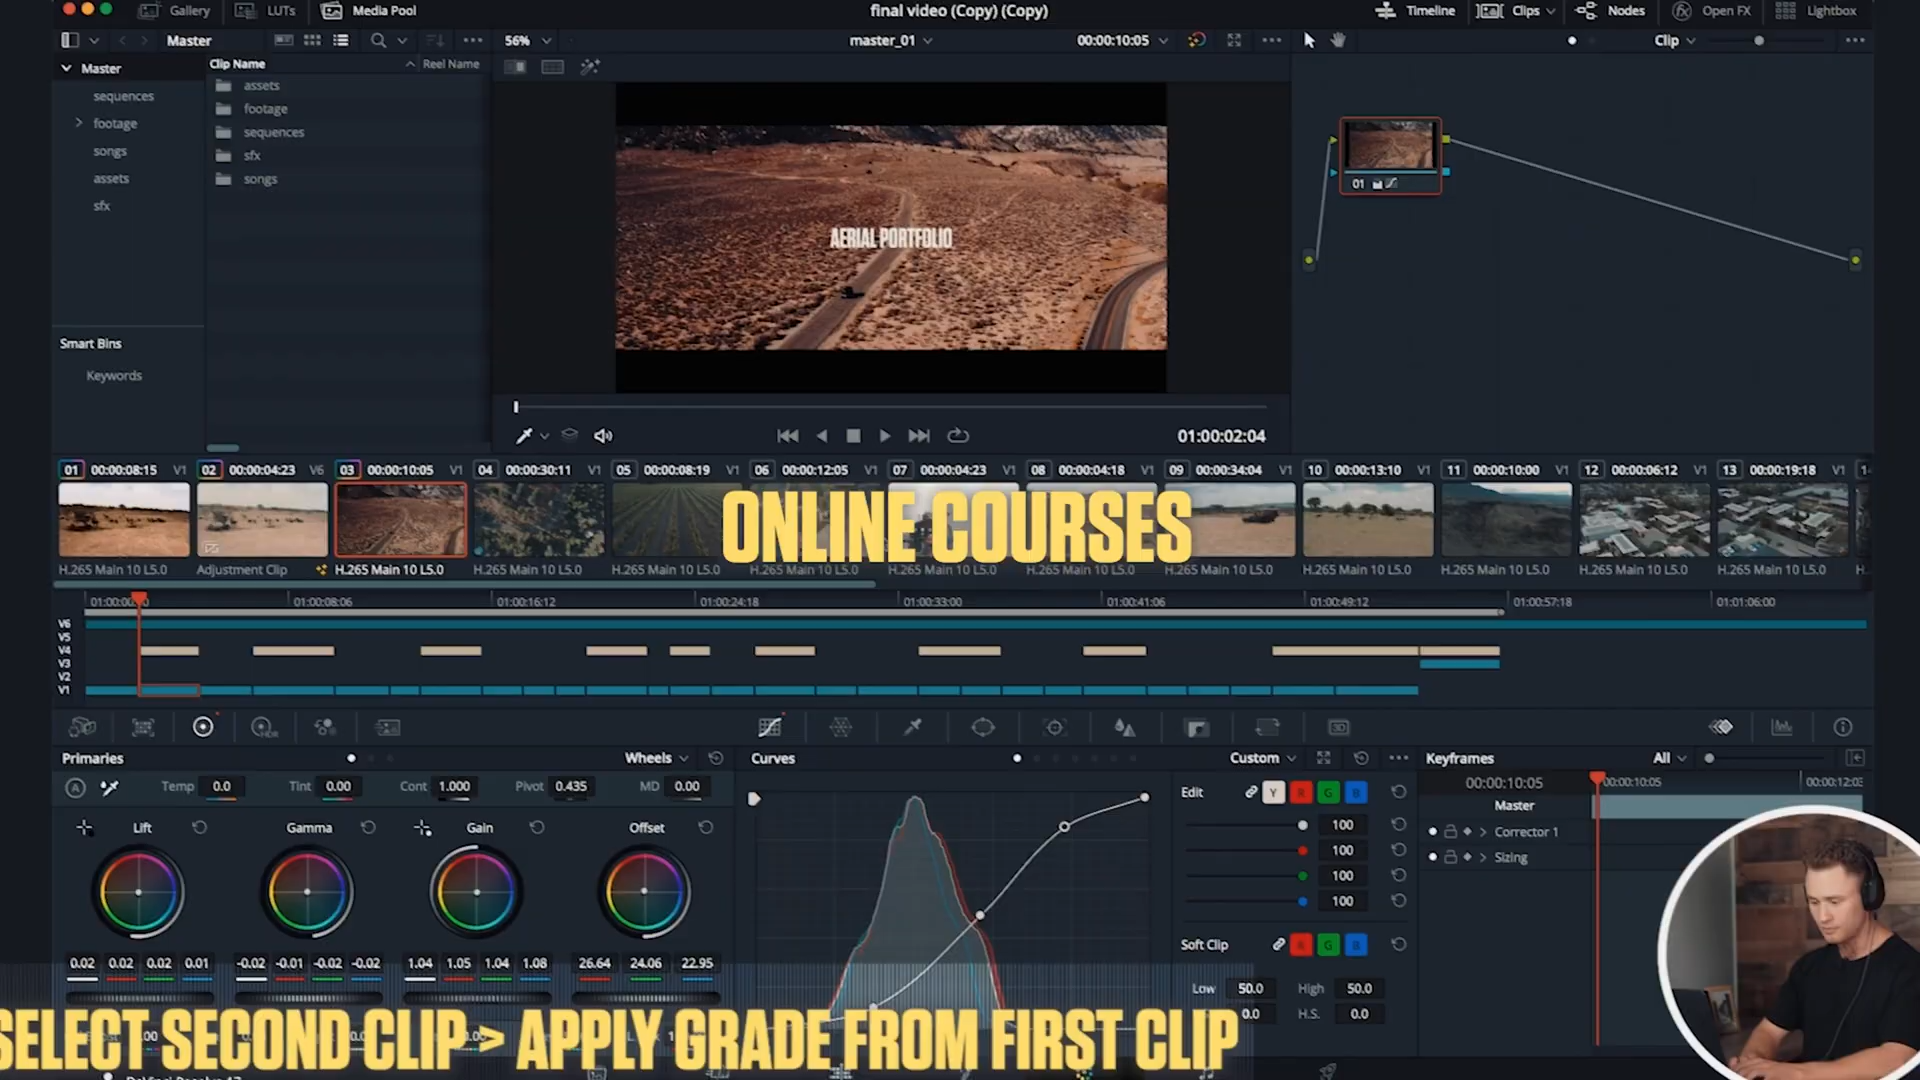 Gallery LUTs Media Pool final video (Copy) (Copy) Timeline Clips Nodes Open FX Lightbox
Master 56% master_01 00:00:10:05 Clip
Master
sequences
footage
songs
assets
sfx
Smart Bins
Keywords
Clip Name Reel Name
assets
footage
sequences
sfx
songs
AERIAL PORTFOLIO
01
01:00:02:04
01 00:00:08:15 V1 02 00:00:04:23 V6 03 00:00:10:05 V1 04 00:00:30:11 V1 05 00:00:08:19 V1 06 00:00:12:05 V1 07 00:00:04:23 V1 08 00:00:04:18 V1 09 00:00:34:04 V1 10 00:00:13:10 V1 11 00:00:10:00 V1 12 00:00:06:12 V1 13 00:00:19:18 V1
ONLINE COURSES
H.265 Main 10 L5.0 Adjustment Clip H.265 Main 10 L5.0 H.265 Main 10 L5.0 H.265 Main 10 L5.0 H.265 Main 10 L5.0 H.265 Main 10 L5.0 H.265 Main 10 L5.0 H.265 Main 10 L5.0 H.265 Main 10 L5.0 H.265 Main 10 L5.0 H.265 Main 10 L5.0 H.265 Main 10 L5.0
01:00:08:06 01:00:16:12 01:00:24:18 01:00:33:00 01:00:41:06 01:00:49:12 01:00:57:18 01:01:06:00
V6
V5
V4
V3
V2
V1
Primaries Wheels
A Temp 0.0 Tint 0.00 Cont 1.000 Pivot 0.435 MD 0.00
Lift Gamma Gain Offset
0.02 0.02 0.02 0.01 -0.02 -0.01 -0.02 -0.02 1.04 1.05 1.04 1.08 26.64 24.06 22.95
Curves Custom
Edit Y R G B
100
100
100
100
Soft Clip R G B
Low 50.0 High 50.0
0.0 H.S. 0.0
Keyframes All
00:00:10:05 00:00:10:05
Master
Corrector 1
Sizing
SELECT SECOND CLIP > APPLY GRADE FROM FIRST CLIP